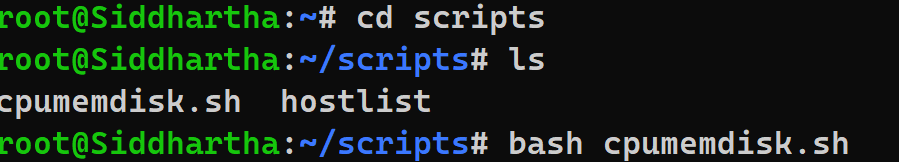 root@Siddhartha:~# cd scripts
root@Siddhartha:~/scripts# ls
cpumemdisk.sh  hostlist
root@Siddhartha:~/scripts# bash cpumemdisk.sh